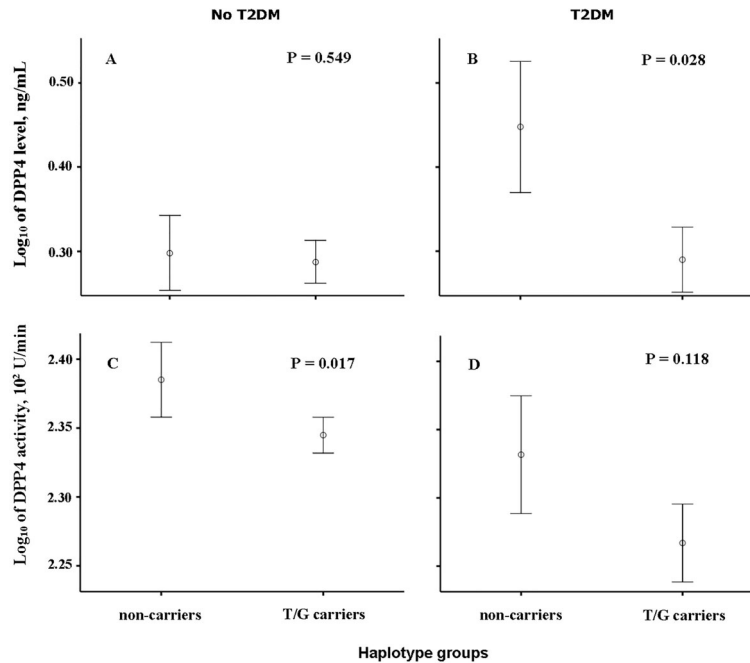 No T2DM
T2DM
Log₁₀ of DPP4 level, ng/mL
0.50
0.40
0.30
A
P = 0.549
B
P = 0.028
Log₁₀ of DPP4 activity, 10² U/min
2.40
2.35
2.30
2.25
C
P = 0.017
D
P = 0.118
non-carriers
T/G carriers
non-carriers
T/G carriers
Haplotype groups